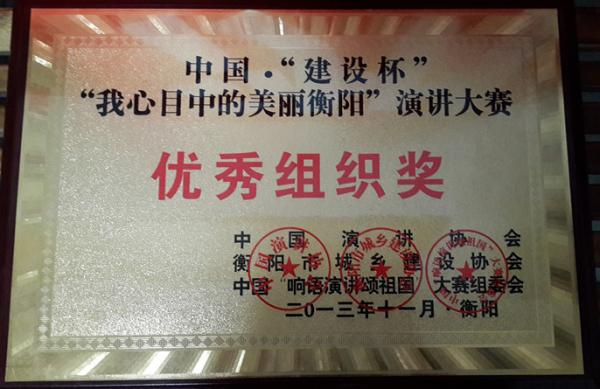 中国·“建设杯”
“我心目中的美丽衡阳”演讲大赛
优秀组织奖
中国演讲协会
衡阳市城乡建设协会
中国“响语演讲颂祖国”大赛组委会
二〇一三年十一月·衡阳